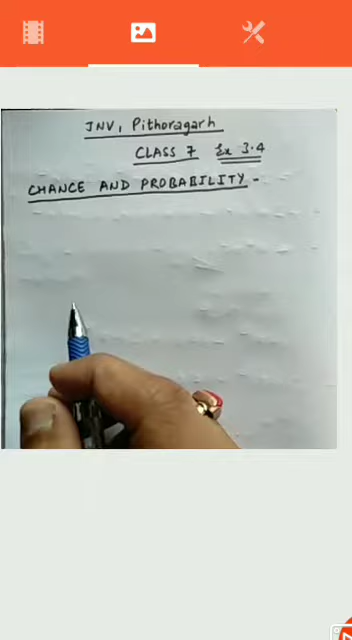 JNV, Pithoragarh
CLASS 7 Ex 3.4
CHANCE AND PROBABILITY -